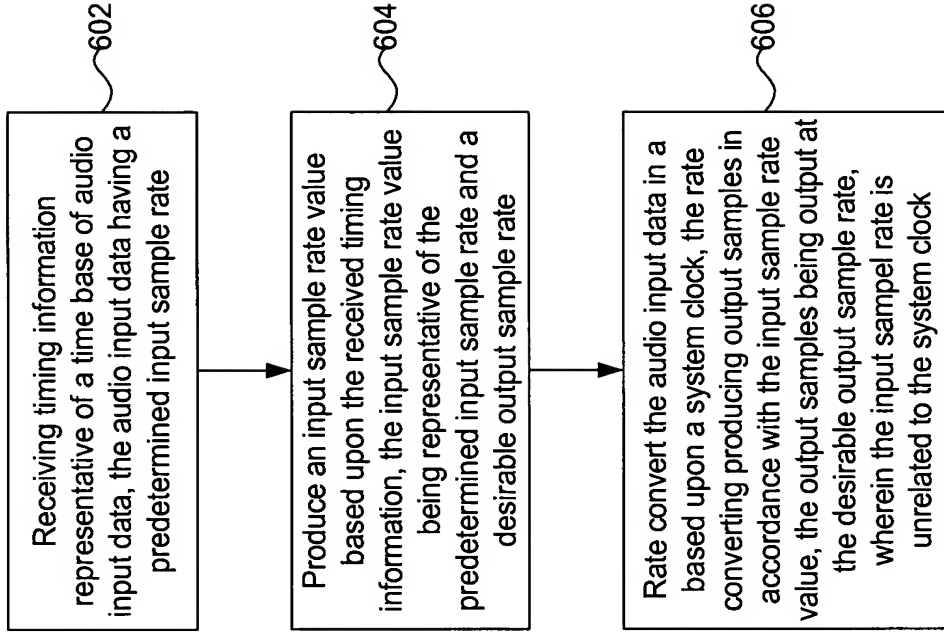 Receiving timing information
representative of a time base of audio
input data, the audio input data having a
predetermined input sample rate
602
Produce an input sample rate value
based upon the received timing
information, the input sample rate value
being representative of the
predetermined input sample rate and a
desirable output sample rate
604
Rate convert the audio input data in a
based upon a system clock, the rate
converting producing output samples in
accordance with the input sample rate
value, the output samples being output at
the desirable output sample rate,
wherein the input sampel rate is
unrelated to the system clock
606